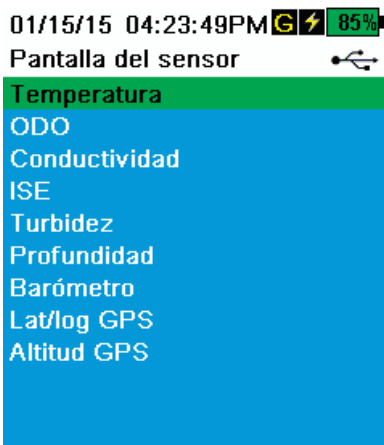 01/15/15 04:23:49PM G 85%
Pantalla del sensor
Temperatura
ODO
Conductividad
ISE
Turbidez
Profundidad
Barómetro
Lat/log GPS
Altitud GPS